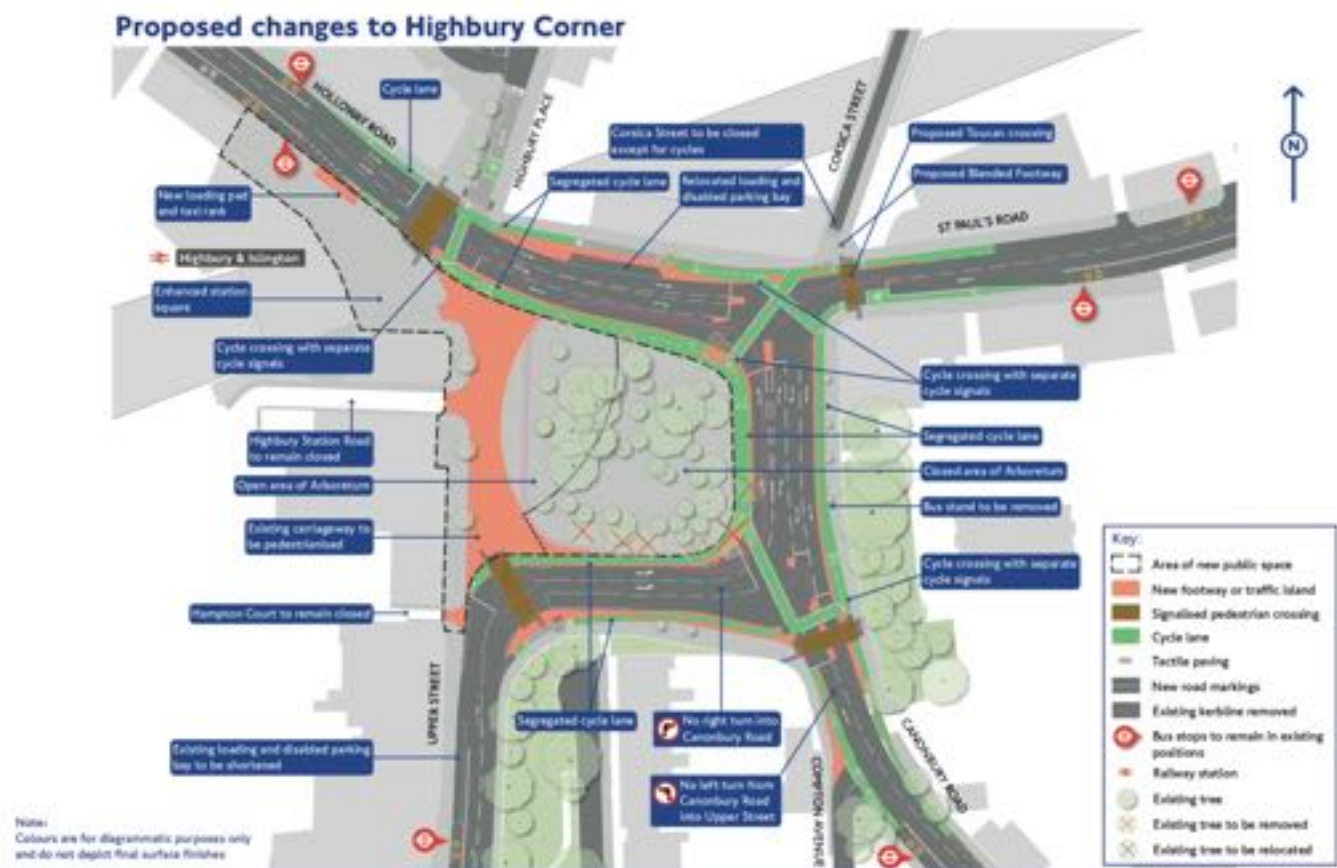 Proposed changes to Highbury Corner
HOLLOWAY ROAD
Cycle lane
HIGHBURY PLACE
Corsica Street to be closed
except for cycles
CORSICA STREET
Proposed Toucan crossing
Proposed Blended Footway
N
New loading pad
and taxi rank
Segregated cycle lane
Relocated loading and
disabled parking bay
ST PAUL'S ROAD
Highbury & Islington
Enhanced station
square
Cycle crossing with separate
cycle signals
Cycle crossing with separate
cycle signals
Highbury Station Road
to remain closed
Segregated cycle lane
Open area of Arboretum
Closed area of Arboretum
Existing carriageway to
be pedestrianised
Bus stand to be removed
Cycle crossing with separate
cycle signals
Hampton Court to remain closed
UPPER STREET
Segregated cycle lane
No right turn into
Canonbury Road
Existing loading and disabled parking
bay to be shortened
No left turn from
Canonbury Road
into Upper Street
COMPTON AVENUE
CANONBURY ROAD
Key:
Area of new public space
New footway or traffic island
Signalised pedestrian crossing
Cycle lane
Tactile paving
New road markings
Existing kerbline removed
Bus stops to remain in existing
positions
Railway station
Existing tree
Existing tree to be removed
Existing tree to be relocated
Note:
Colours are for diagrammatic purposes only
and do not depict final surface finishes